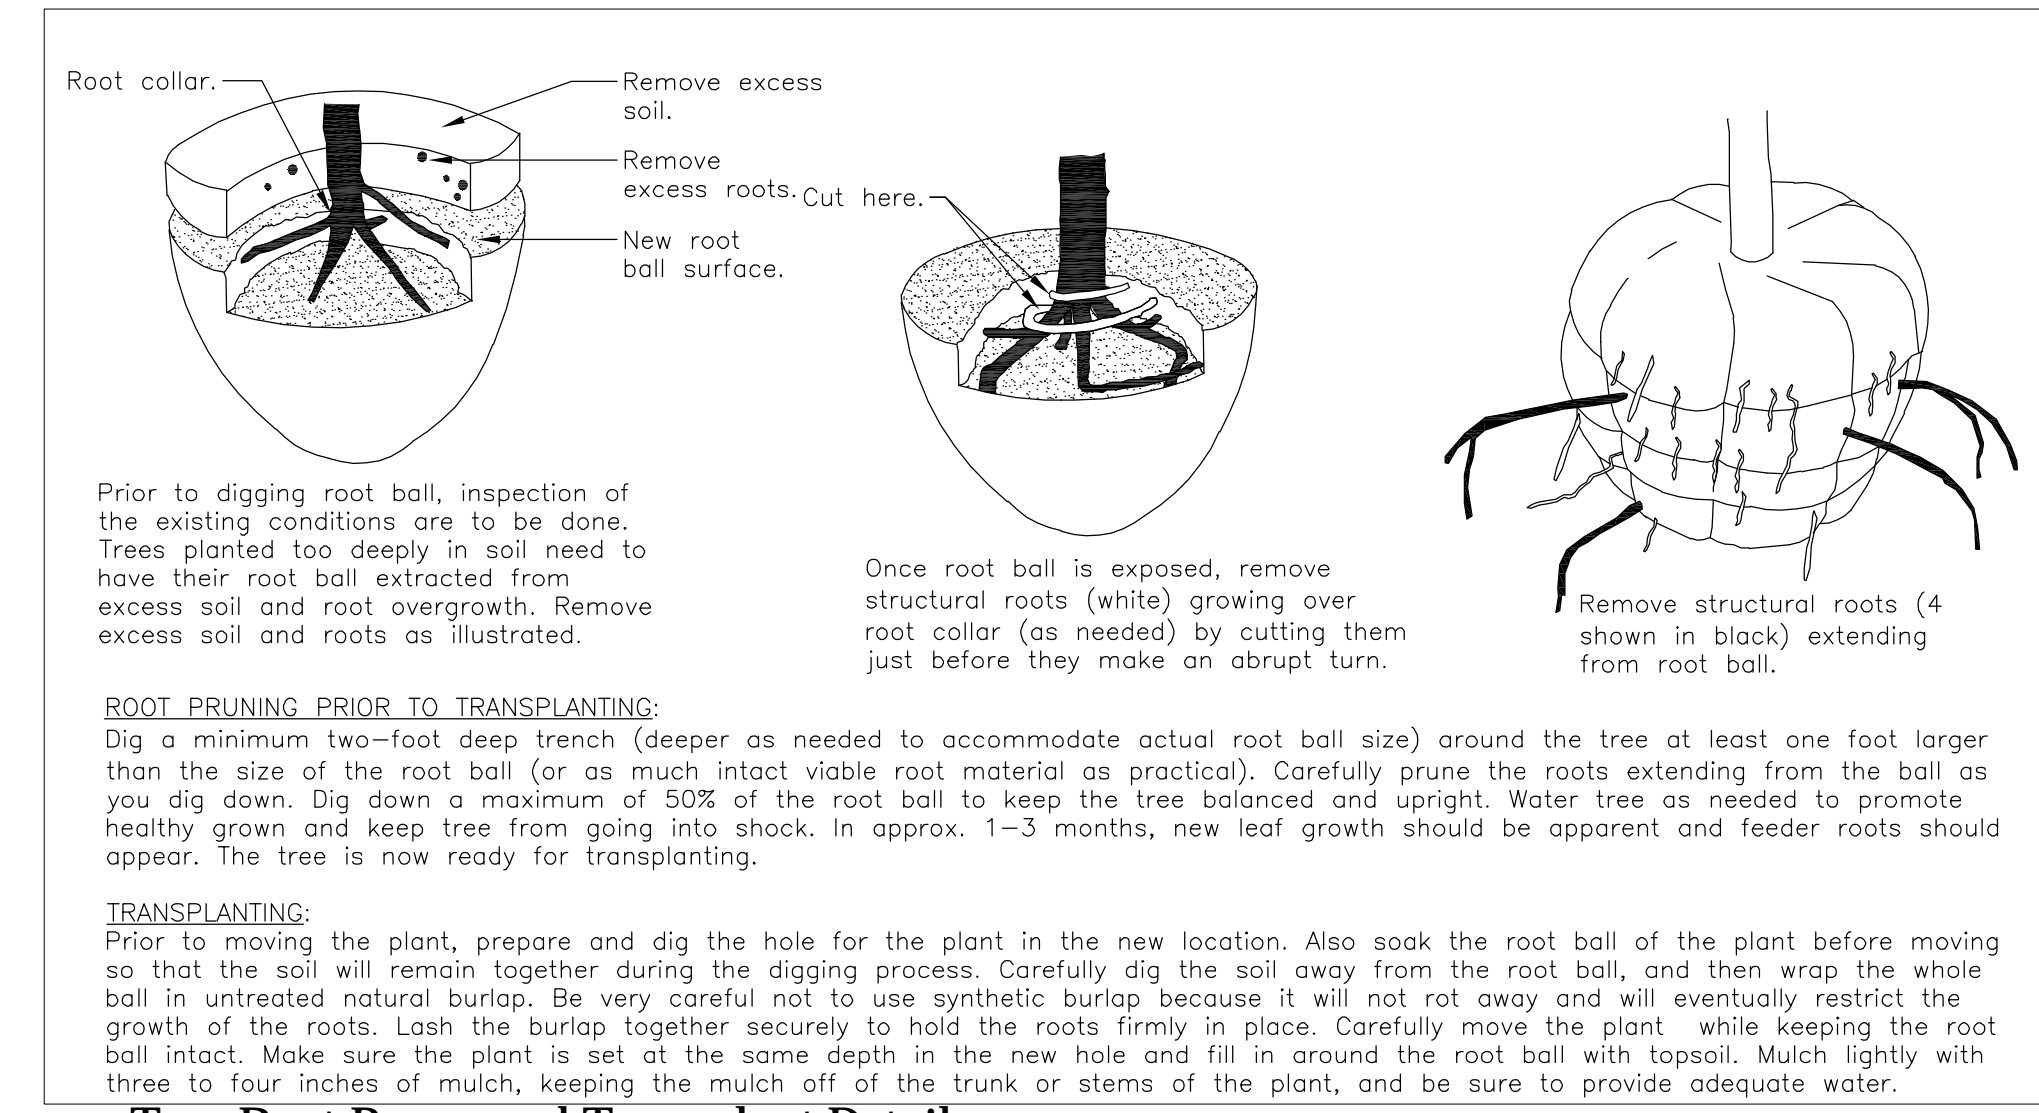 Root collar.
Remove excess
soil.
Remove
excess roots.
New root
ball surface.
Cut here.
Prior to digging root ball, inspection of
the existing conditions are to be done.
Trees planted too deeply in soil need to
have their root ball extracted from
excess soil and root overgrowth. Remove
excess soil and roots as illustrated.
Once root ball is exposed, remove
structural roots (white) growing over
root collar (as needed) by cutting them
just before they make an abrupt turn.
Remove structural roots (4
shown in black) extending
from root ball.
ROOT PRUNING PRIOR TO TRANSPLANTING:
Dig a minimum two-foot deep trench (deeper as needed to accommodate actual root ball size) around the tree at least one foot larger
than the size of the root ball (or as much intact viable root material as practical). Carefully prune the roots extending from the ball as
you dig down. Dig down a maximum of 50% of the root ball to keep the tree balanced and upright. Water tree as needed to promote
healthy grown and keep tree from going into shock. In approx. 1-3 months, new leaf growth should be apparent and feeder roots should
appear. The tree is now ready for transplanting.
TRANSPLANTING:
Prior to moving the plant, prepare and dig the hole for the plant in the new location. Also soak the root ball of the plant before moving
so that the soil will remain together during the digging process. Carefully dig the soil away from the root ball, and then wrap the whole
ball in untreated natural burlap. Be very careful not to use synthetic burlap because it will not rot away and will eventually restrict the
growth of the roots. Lash the burlap together securely to hold the roots firmly in place. Carefully move the plant while keeping the root
ball intact. Make sure the plant is set at the same depth in the new hole and fill in around the root ball with topsoil. Mulch lightly with
three to four inches of mulch, keeping the mulch off of the trunk or stems of the plant, and be sure to provide adequate water.